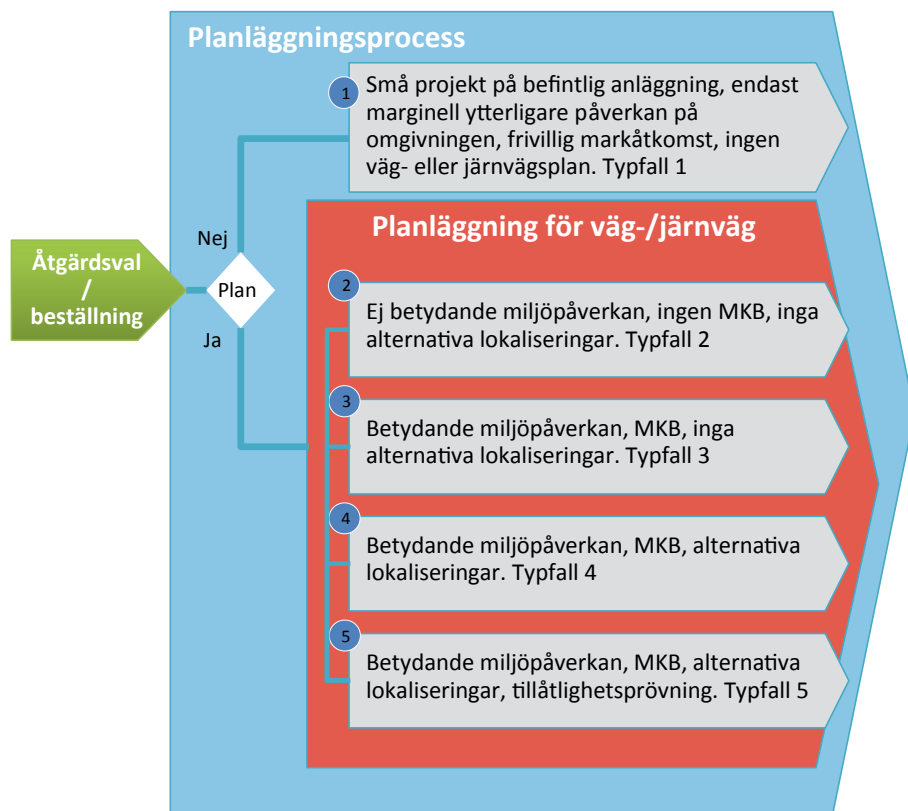 Planläggningsprocess
1
Små projekt på befintlig anläggning, endast
marginell ytterligare påverkan på
omgivningen, frivillig markåtkomst, ingen
väg- eller järnvägsplan. Typfall 1
Planläggning för väg-/järnväg
Nej
Åtgärdsval
/
beställning
Plan
Ja
2
Ej betydande miljöpåverkan, ingen MKB, inga
alternativa lokaliseringar. Typfall 2
3
Betydande miljöpåverkan, MKB, inga
alternativa lokaliseringar. Typfall 3
4
Betydande miljöpåverkan, MKB, alternativa
lokaliseringar. Typfall 4
5
Betydande miljöpåverkan, MKB, alternativa
lokaliseringar, tillåtlighetsprövning. Typfall 5